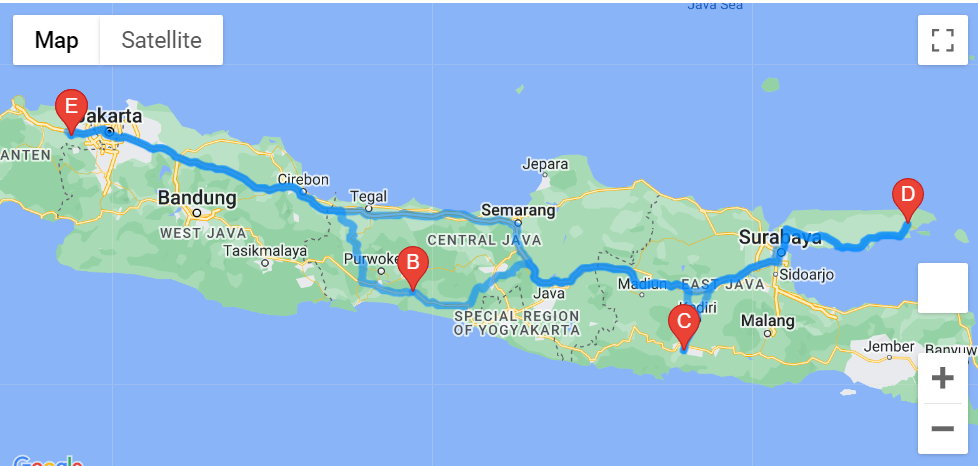 Java Sea
Map
Satellite
E
Jakarta
ANTEN
Jepara
Cirebon
Tegal
Bandung
Semarang
D
WEST JAVA
CENTRAL JAVA
Surabaya
Tasikmalaya
Purwoke
B
Sidoarjo
Madiun
EAST JAVA
Java
Kediri
SPECIAL REGION
OF YOGYAKARTA
C
Malang
Jember
Banyuw
Google